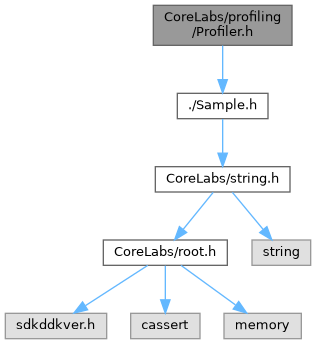 CoreLabs/profiling
/Profiler.h
./Sample.h
CoreLabs/string.h
CoreLabs/root.h
string
sdkddkver.h
cassert
memory